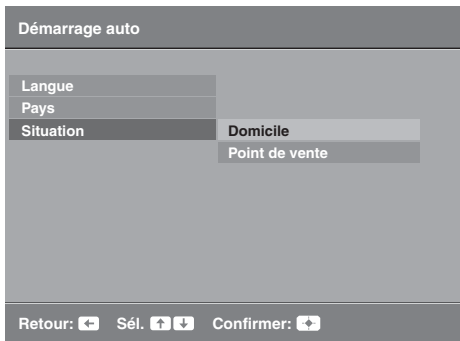 Démarrage auto
Langue
Pays
Situation
Domicile
Point de vente
Retour: Sél. Confirmer: